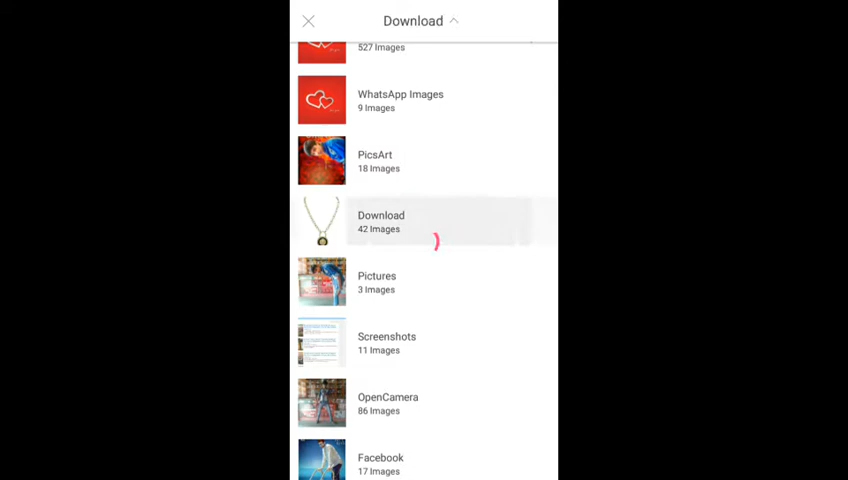 Download
527 Images
WhatsApp Images
9 Images
PicsArt
18 Images
Download
42 Images
Pictures
3 Images
Screenshots
11 Images
OpenCamera
86 Images
Facebook
17 Images